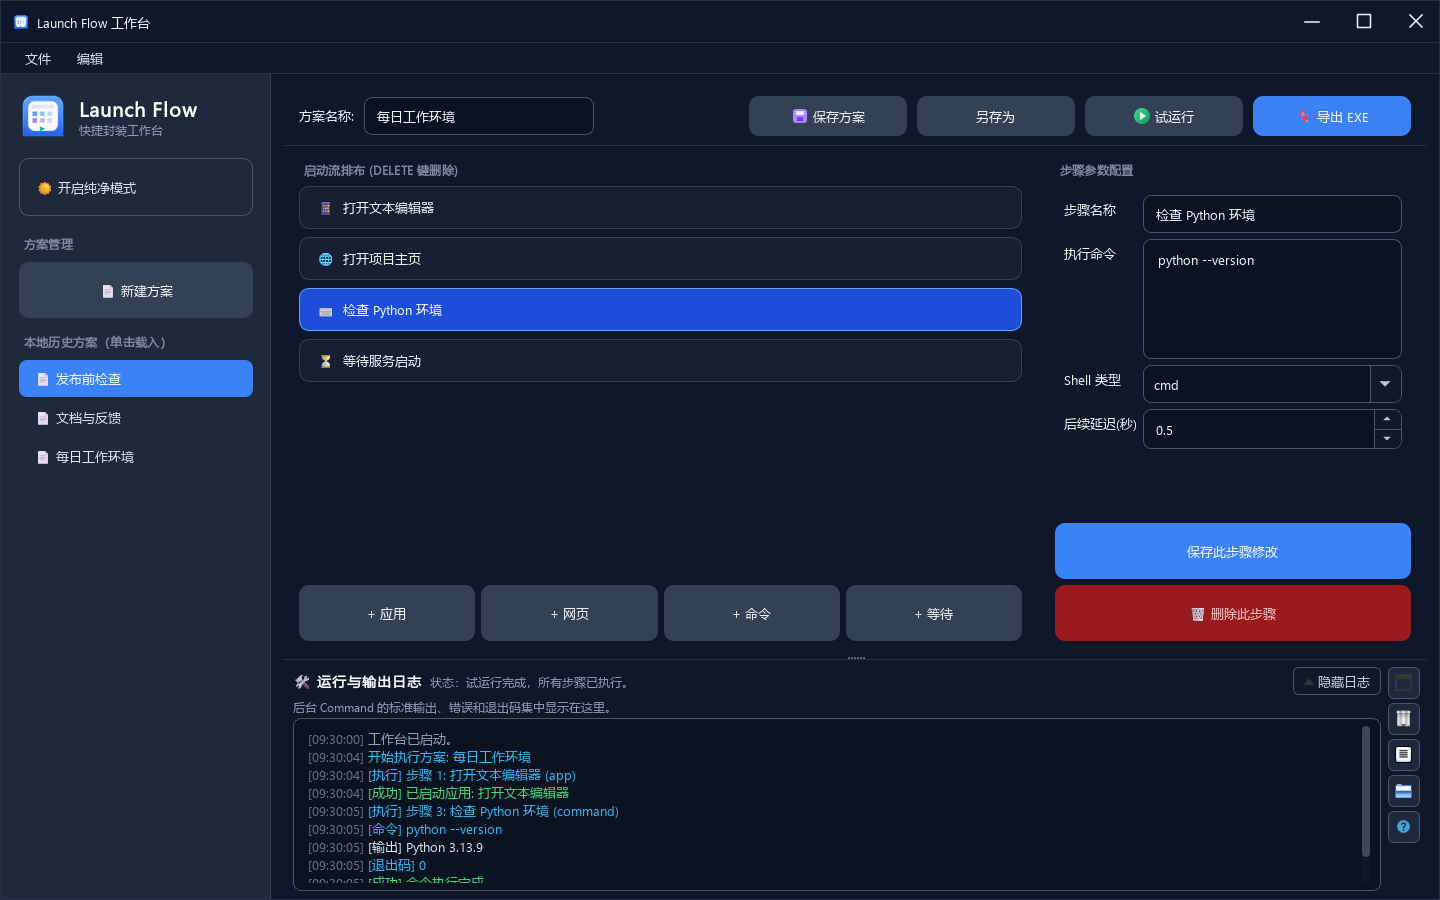 Launch Flow 工作台
文件 编辑
Launch Flow
快捷封装工作台
开启纯净模式
方案管理
新建方案
本地历史方案（单击载入）
发布前检查
文档与反馈
每日工作环境
方案名称: 每日工作环境
保存方案 另存为 试运行 导出 EXE
启动流排布 (DELETE 键删除)
打开文本编辑器
打开项目主页
检查 Python 环境
等待服务启动
+ 应用 + 网页 + 命令 + 等待
步骤参数配置
步骤名称 检查 Python 环境
执行命令 python --version
Shell 类型 cmd
后续延迟(秒) 0.5
保存此步骤修改
删除此步骤
运行与输出日志 状态：试运行完成，所有步骤已执行。
隐藏日志
后台 Command 的标准输出、错误和退出码集中显示在这里。
[09:30:00] 工作台已启动。
[09:30:04] 开始执行方案: 每日工作环境
[09:30:04] [执行] 步骤 1: 打开文本编辑器 (app)
[09:30:04] [成功] 已启动应用: 打开文本编辑器
[09:30:05] [执行] 步骤 3: 检查 Python 环境 (command)
[09:30:05] [命令] python --version
[09:30:05] [输出] Python 3.13.9
[09:30:05] [退出码] 0
[09:30:05] [成功] 命令执行完成